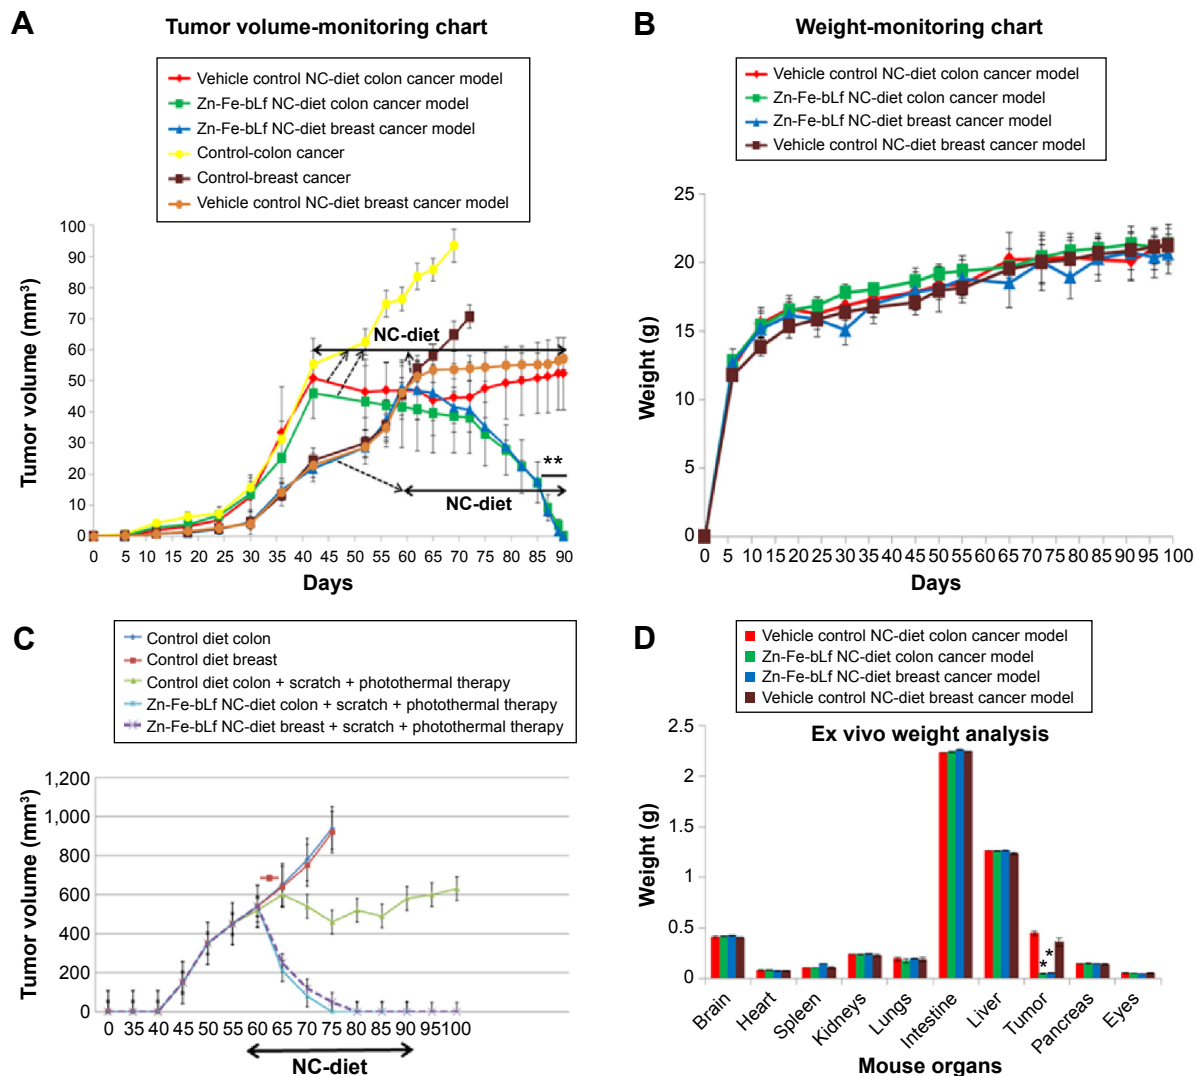 A
Tumor volume-monitoring chart
Vehicle control NC-diet colon cancer model
Zn-Fe-bLf NC-diet colon cancer model
Zn-Fe-bLf NC-diet breast cancer model
Control-colon cancer
Control-breast cancer
Vehicle control NC-diet breast cancer model
Tumor volume (mm³)
100
90
80
70
60
50
40
30
20
10
0
NC-diet
**
NC-diet
0 5 10 15 20 25 30 35 40 45 50 55 60 65 70 75 80 85 90
Days
B
Weight-monitoring chart
Vehicle control NC-diet colon cancer model
Zn-Fe-bLf NC-diet colon cancer model
Zn-Fe-bLf NC-diet breast cancer model
Vehicle control NC-diet breast cancer model
Weight (g)
25
20
15
10
5
0
0 5 10 15 20 25 30 35 40 45 50 55 60 65 70 75 80 85 90 95 100
Days
C
Control diet colon
Control diet breast
Control diet colon + scratch + photothermal therapy
Zn-Fe-bLf NC-diet colon + scratch + photothermal therapy
Zn-Fe-bLf NC-diet breast + scratch + photothermal therapy
Tumor volume (mm³)
1,200
1,000
800
600
400
200
0
0 35 40 45 50 55 60 65 70 75 80 85 90 95 100
NC-diet
D
Vehicle control NC-diet colon cancer model
Zn-Fe-bLf NC-diet colon cancer model
Zn-Fe-bLf NC-diet breast cancer model
Vehicle control NC-diet breast cancer model
Ex vivo weight analysis
Weight (g)
2.5
2
1.5
1
0.5
0
*
*
Brain
Heart
Spleen
Kidneys
Lungs
Intestine
Liver
Tumor
Pancreas
Eyes
Mouse organs